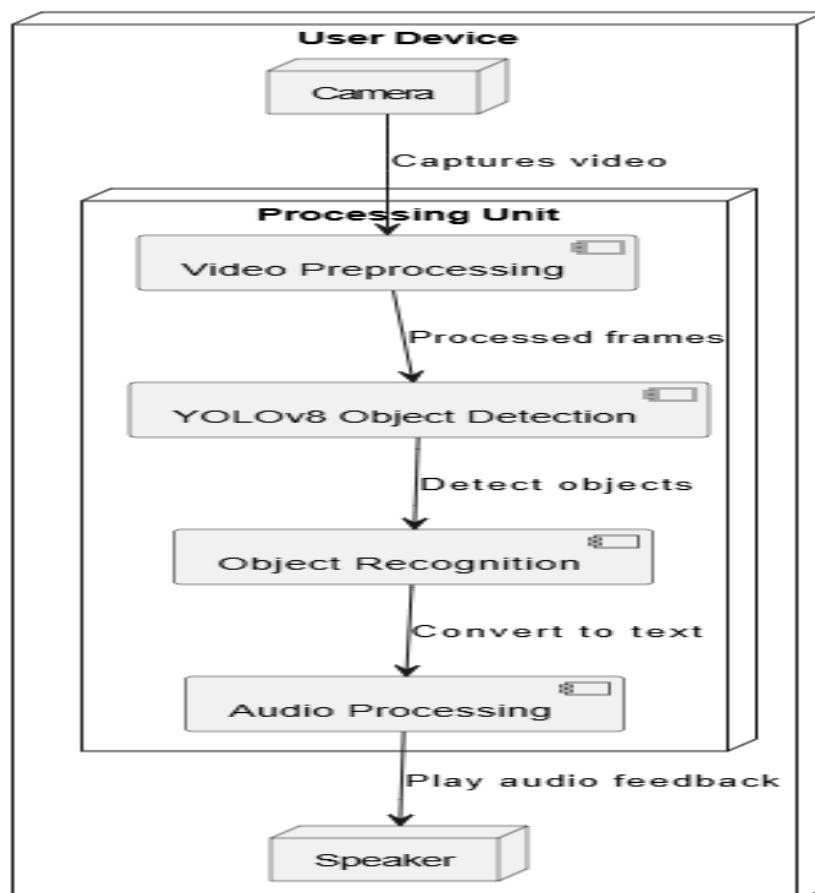 User Device
Camera
Captures video
Processing Unit
Video Preprocessing
Processed frames
YOLOv8 Object Detection
Detect objects
Object Recognition
Convert to text
Audio Processing
Play audio feedback
Speaker